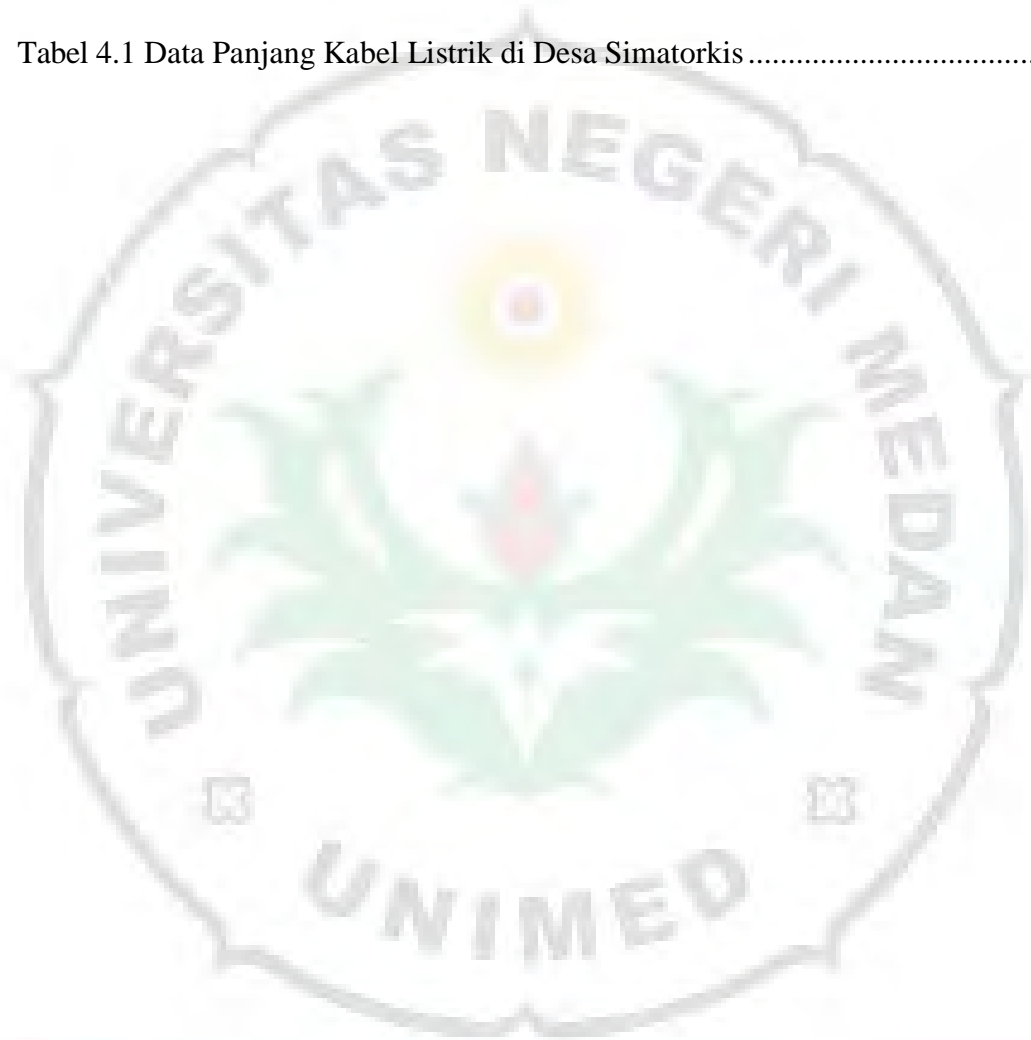 Tabel 4.1 Data Panjang Kabel Listrik di Desa Simatorkis...................................
UNIVERSITAS NEGERI MEDAN
UNIMED